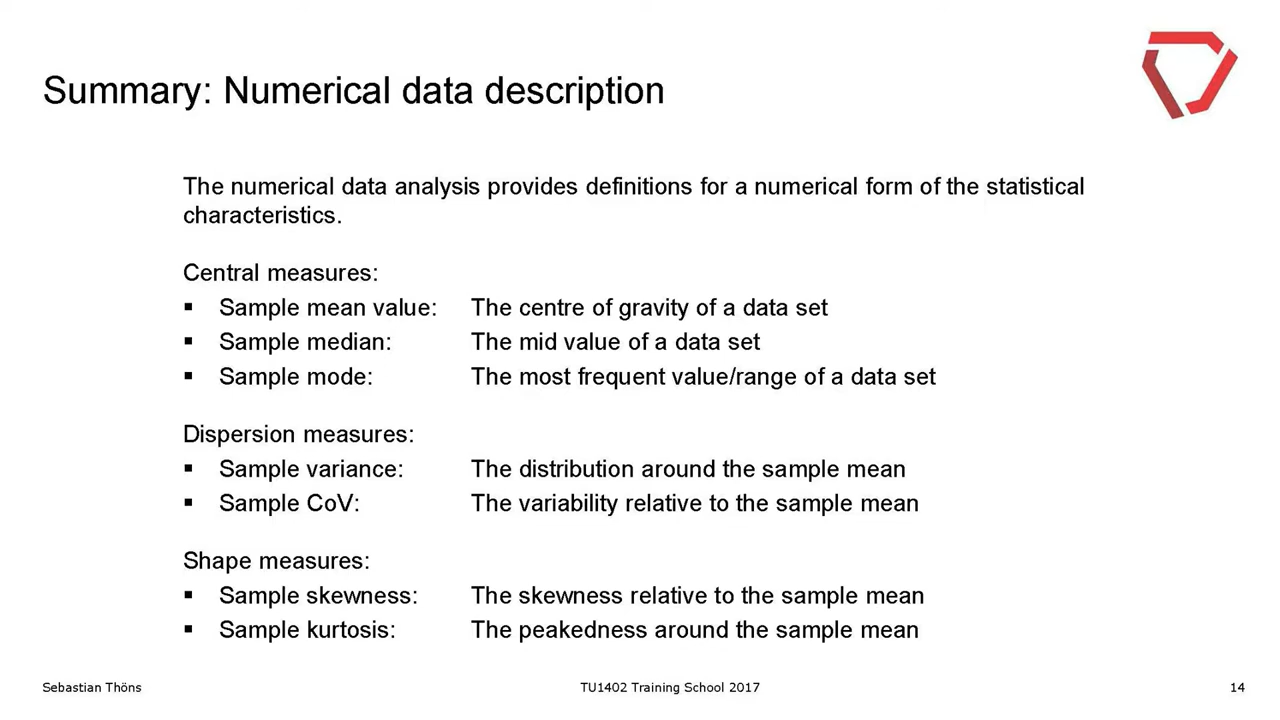 Summary: Numerical data description
The numerical data analysis provides definitions for a numerical form of the statistical
characteristics.
Central measures:
▪ Sample mean value: The centre of gravity of a data set
▪ Sample median: The mid value of a data set
▪ Sample mode: The most frequent value/range of a data set
Dispersion measures:
▪ Sample variance: The distribution around the sample mean
▪ Sample CoV: The variability relative to the sample mean
Shape measures:
▪ Sample skewness: The skewness relative to the sample mean
▪ Sample kurtosis: The peakedness around the sample mean
Sebastian Thöns TU1402 Training School 2017 14